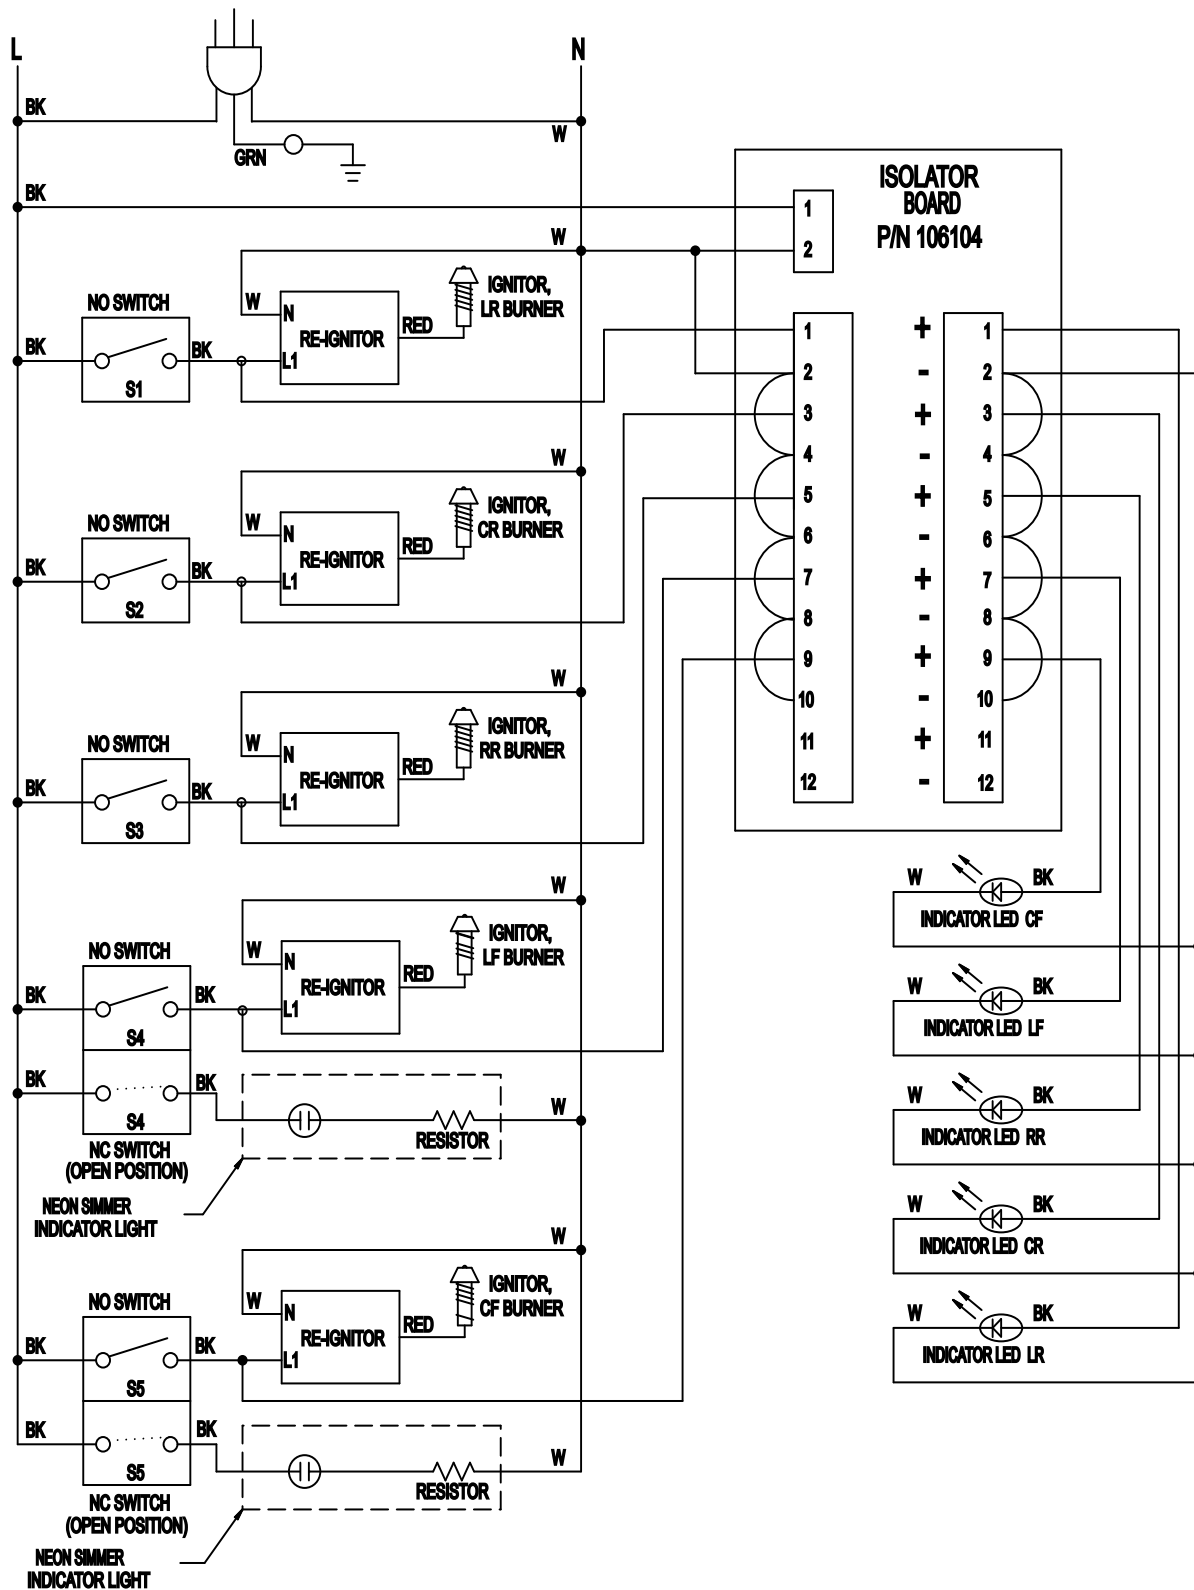 L
N
BK
W
GRN
BK
W
ISOLATOR
BOARD
P/N 106104
1
2
NO SWITCH
BK
S1
BK
W
N
RE-IGNITOR
L1
RED
IGNITOR,
LR BURNER
NO SWITCH
BK
S2
BK
W
W
N
RE-IGNITOR
L1
RED
IGNITOR,
CR BURNER
NO SWITCH
BK
S3
BK
W
W
N
RE-IGNITOR
L1
RED
IGNITOR,
RR BURNER
NO SWITCH
BK
S4
BK
W
W
N
RE-IGNITOR
L1
RED
IGNITOR,
LF BURNER
BK
S4
BK
NC SWITCH
(OPEN POSITION)
RESISTOR
W
NEON SIMMER
INDICATOR LIGHT
NO SWITCH
BK
S5
BK
W
W
N
RE-IGNITOR
L1
RED
IGNITOR,
CF BURNER
BK
S5
BK
NC SWITCH
(OPEN POSITION)
RESISTOR
W
NEON SIMMER
INDICATOR LIGHT
1 + 1
2 - 2
3 + 3
4 - 4
5 + 5
6 - 6
7 + 7
8 - 8
9 + 9
10 - 10
11 + 11
12 - 12
W BK
INDICATOR LED CF
W BK
INDICATOR LED LF
W BK
INDICATOR LED RR
W BK
INDICATOR LED CR
W BK
INDICATOR LED LR